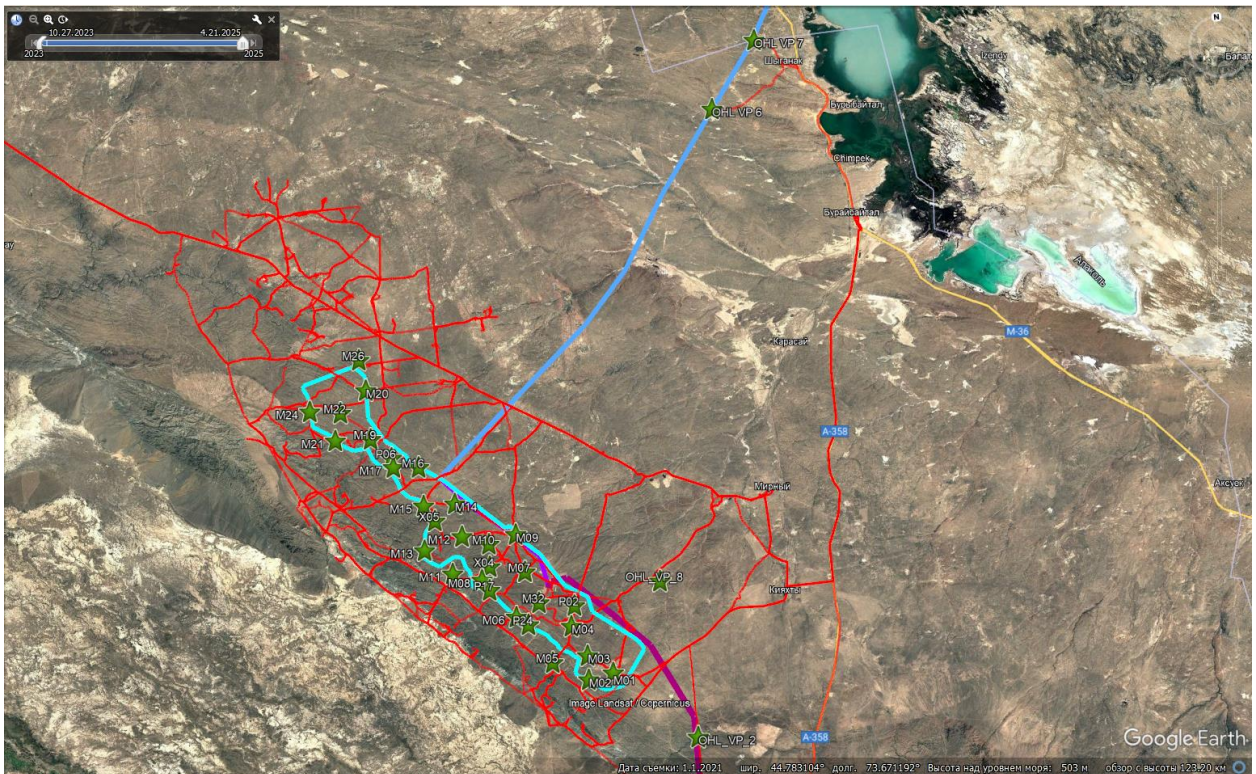 10.27.2023
4.21.2025
2023
2025
N
OHL VP 7
Шыганак
OHL VP 6
Бурыбайтал
Chimpek
Бурайбайтал
Алаколь
М-36
Карасай
А-358
Аксуок
Мирный
Кияхты
M26
M20
M24
M22
M21
M19
P06
M17
M16
M15
X05
M14
M13
M12
M10
M09
M11
M08
X04
P17
M07
M32
P02
OHL_VP_8
M06
P24
M04
M05
M03
M02
M01
Image Landsat / Copernicus
OHL_VP_2
А-358
Google Earth
Дата съемки: 1.1.2021 шир. 44.783104° долг. 73.671192° Высота над уровнем моря: 503 м обзор с высоты 123.20 км